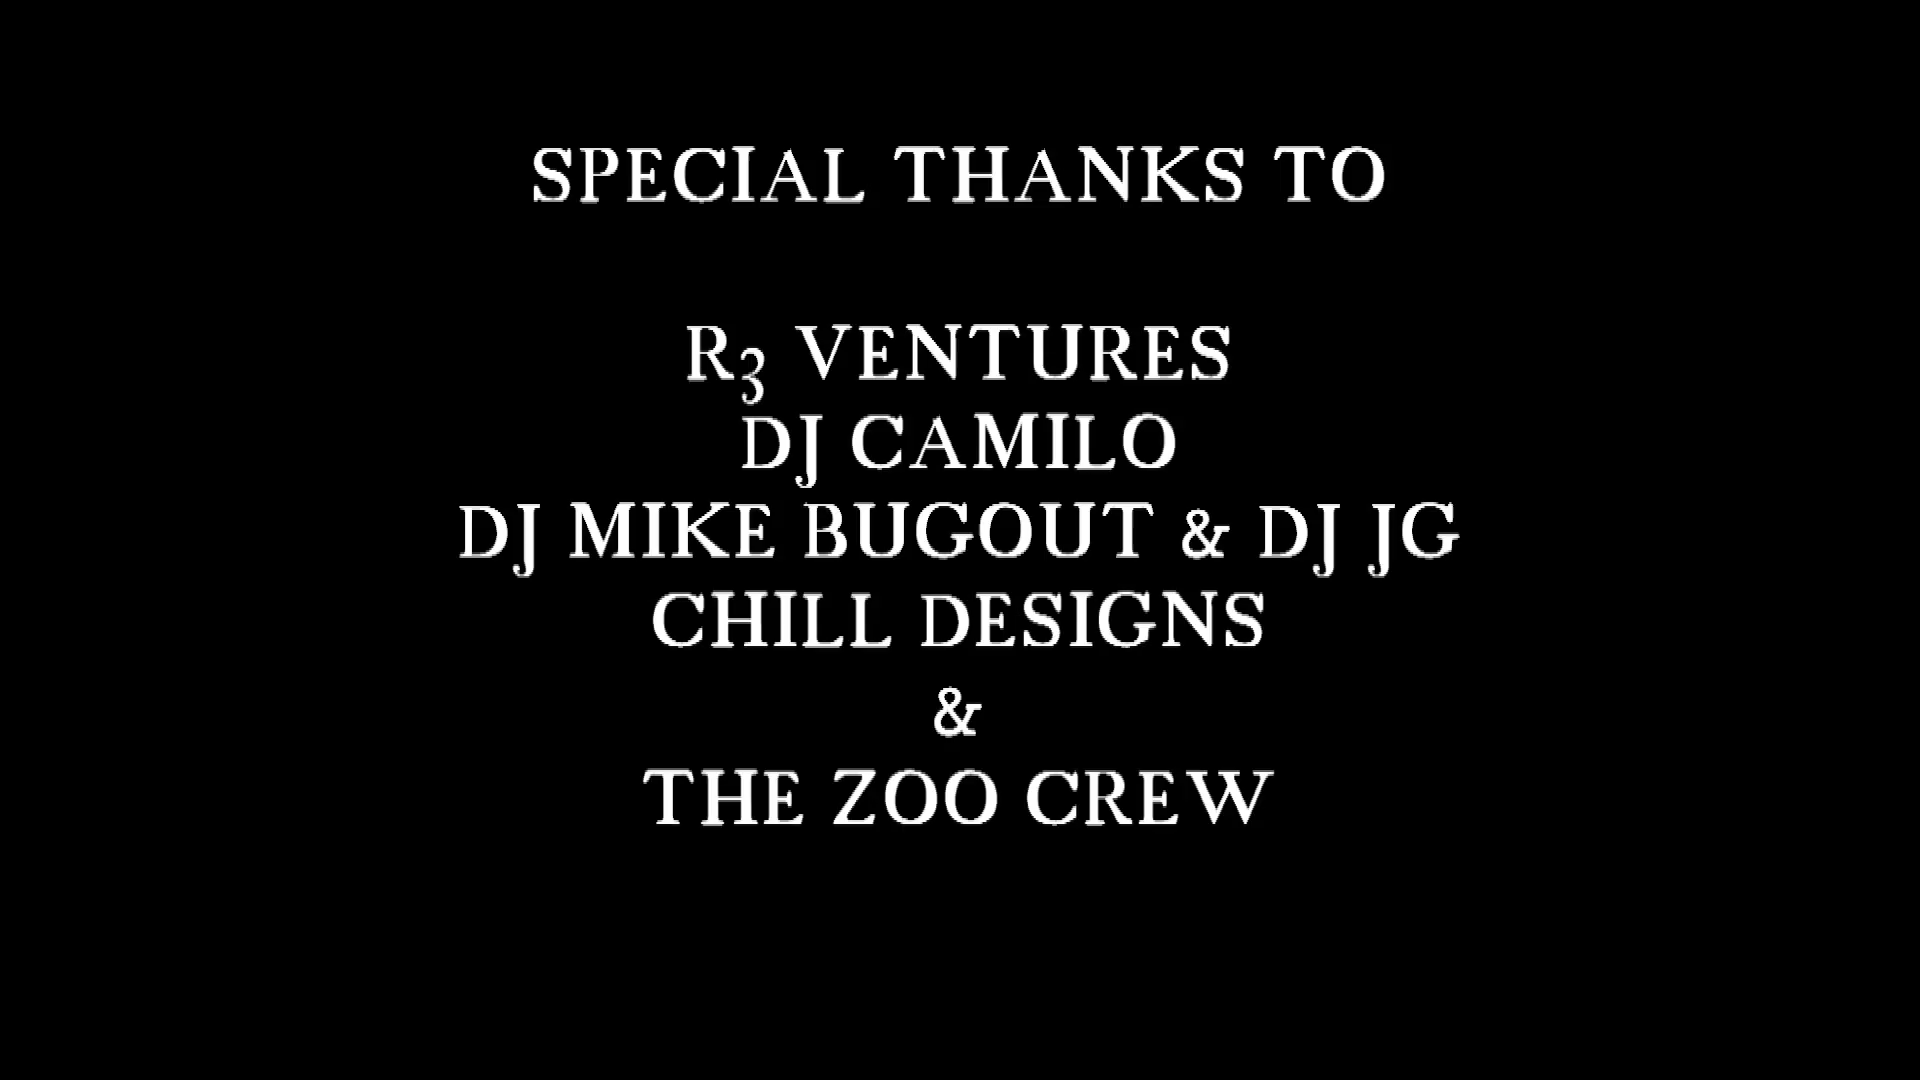 SPECIAL THANKS TO
R3 VENTURES
DJ CAMILO
DJ MIKE BUGOUT & DJ JG
CHILL DESIGNS
&
THE ZOO CREW